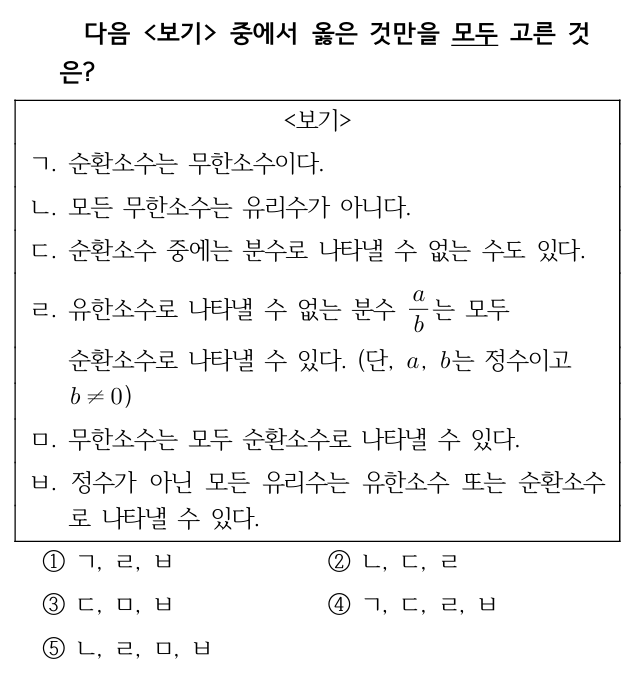 다음 <보기> 중에서 옳은 것만을 모두 고른 것
은?
<보기>
ㄱ. 순환소수는 무한소수이다.
ㄴ. 모든 무한소수는 유리수가 아니다.
ㄷ. 순환소수 중에는 분수로 나타낼 수 없는 수도 있다.
ㄹ. 유한소수로 나타낼 수 없는 분수 a/b는 모두
순환소수로 나타낼 수 있다. (단, a, b는 정수이고
b ≠ 0)
ㅁ. 무한소수는 모두 순환소수로 나타낼 수 있다.
ㅂ. 정수가 아닌 모든 유리수는 유한소수 또는 순환소수
로 나타낼 수 있다.
① ㄱ, ㄹ, ㅂ ② ㄴ, ㄷ, ㄹ
③ ㄷ, ㅁ, ㅂ ④ ㄱ, ㄷ, ㄹ, ㅂ
⑤ ㄴ, ㄹ, ㅁ, ㅂ